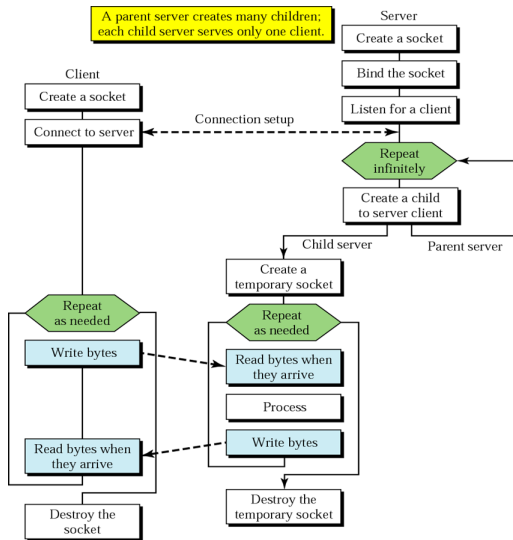 A parent server creates many children;
each child server serves only one client.
Server
Create a socket
Bind the socket
Listen for a client
Client
Create a socket
Connect to server
Connection setup
Repeat
infinitely
Create a child
to server client
Child server
Parent server
Create a
temporary socket
Repeat
as needed
Repeat
as needed
Write bytes
Read bytes when
they arrive
Process
Write bytes
Read bytes when
they arrive
Destroy the
socket
Destroy the
temporary socket